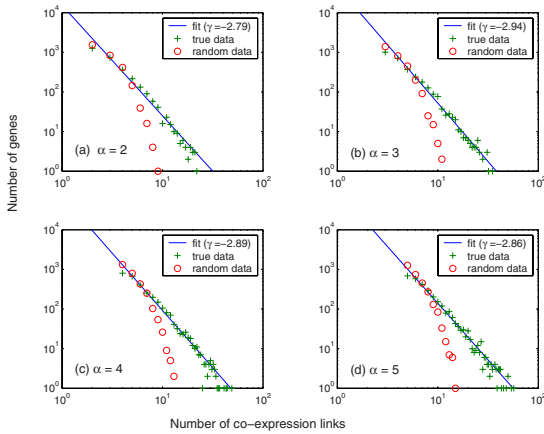 10^4
10^3
10^2
10^1
10^0
10^0
10^1
10^2
fit (γ=−2.79)
true data
random data
(a) α = 2
10^4
10^3
10^2
10^1
10^0
10^0
10^1
10^2
fit (γ=−2.94)
true data
random data
(b) α = 3
10^4
10^3
10^2
10^1
10^0
10^0
10^1
10^2
fit (γ=−2.89)
true data
random data
(c) α = 4
10^4
10^3
10^2
10^1
10^0
10^0
10^1
10^2
fit (γ=−2.86)
true data
random data
(d) α = 5
Number of genes
Number of co-expression links